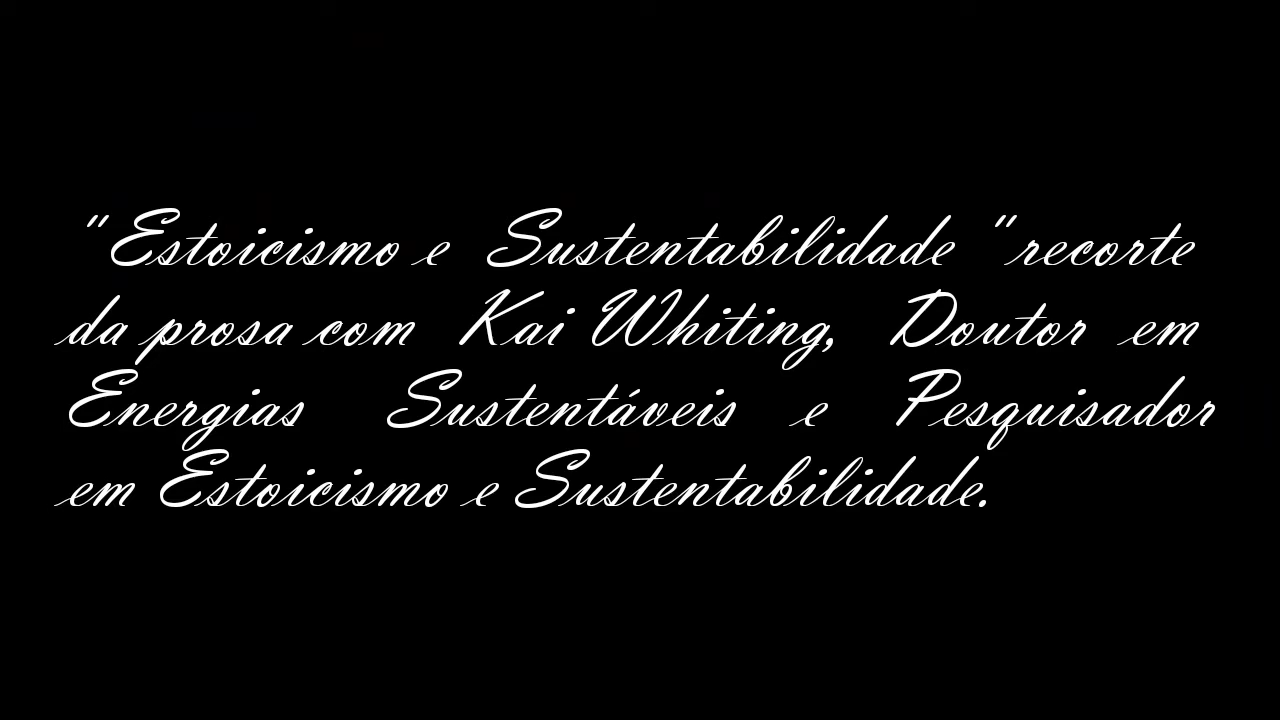 "Estoicismo e Sustentabilidade " recorte
da prosa com Kai Whiting, Doutor em
Energias Sustentáveis e Pesquisador
em Estoicismo e Sustentabilidade.